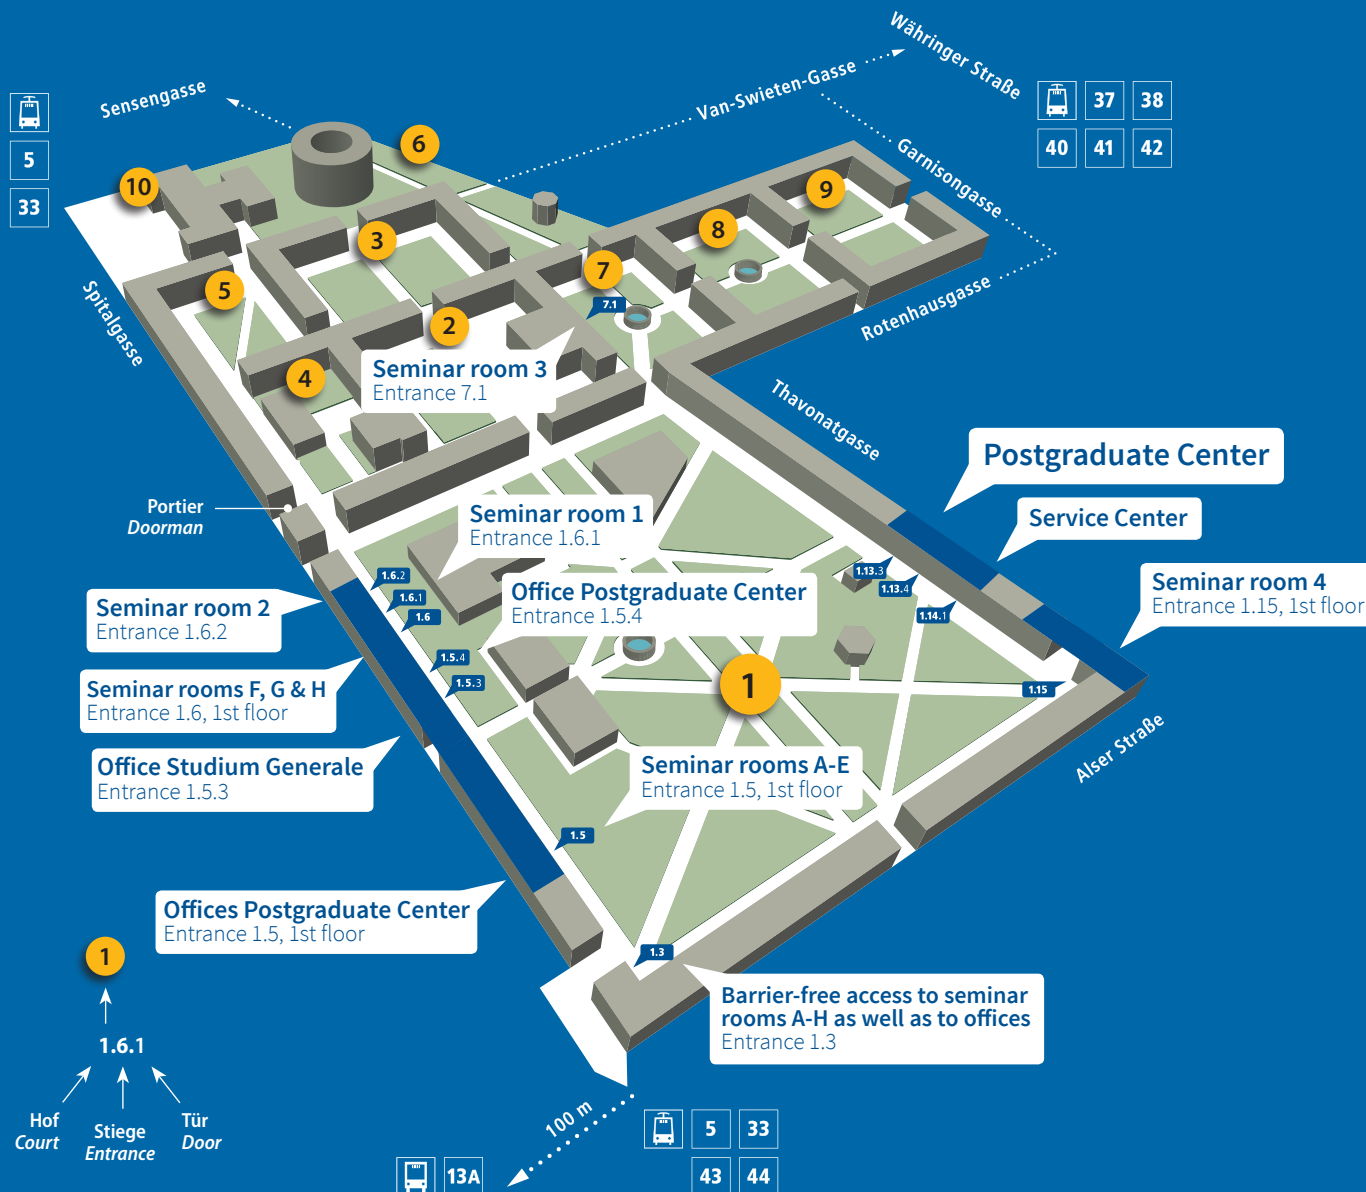 Währinger Straße
37 38
40 41 42
Van-Swieten-Gasse
Sensengasse
5
33
6
10
Garnisongasse
9
8
3
7
5
7.1
Spitalgasse
2
Rotenhausgasse
Seminar room 3
Entrance 7.1
4
Thavonatgasse
Postgraduate Center
Service Center
Portier
Doorman
Seminar room 1
Entrance 1.6.1
1.6.2
1.6.1
1.6
1.5.4
1.5.3
1.13.3
1.13.4
1.14.1
Seminar room 4
Entrance 1.15, 1st floor
Office Postgraduate Center
Entrance 1.5.4
Seminar room 2
Entrance 1.6.2
1
1.15
Seminar rooms F, G & H
Entrance 1.6, 1st floor
Alser Straße
Office Studium Generale
Entrance 1.5.3
Seminar rooms A-E
Entrance 1.5, 1st floor
1.5
Offices Postgraduate Center
Entrance 1.5, 1st floor
1.3
Barrier-free access to seminar
rooms A-H as well as to offices
Entrance 1.3
1
1.6.1
Hof
Court
Stiege
Entrance
Tür
Door
100 m
5 33
43 44
13A